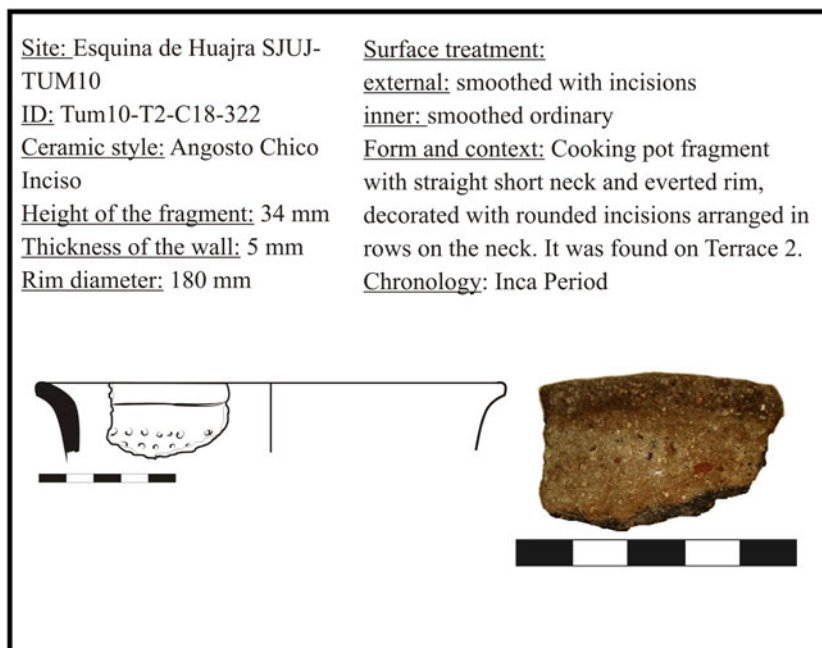 Site: Esquina de Huajra SJUJ-
TUM10
ID: Tum10-T2-C18-322
Ceramic style: Angosto Chico
Inciso
Height of the fragment: 34 mm
Thickness of the wall: 5 mm
Rim diameter: 180 mm
Surface treatment:
external: smoothed with incisions
inner: smoothed ordinary
Form and context: Cooking pot fragment
with straight short neck and everted rim,
decorated with rounded incisions arranged in
rows on the neck. It was found on Terrace 2.
Chronology: Inca Period